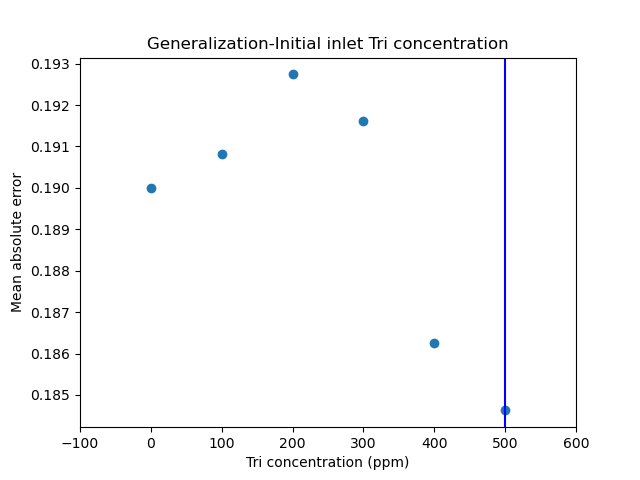 Generalization-Initial inlet Tri concentration
0.193
0.192
0.191
0.190
0.189
0.188
0.187
0.186
0.185
Mean absolute error
−100 0 100 200 300 400 500 600
Tri concentration (ppm)